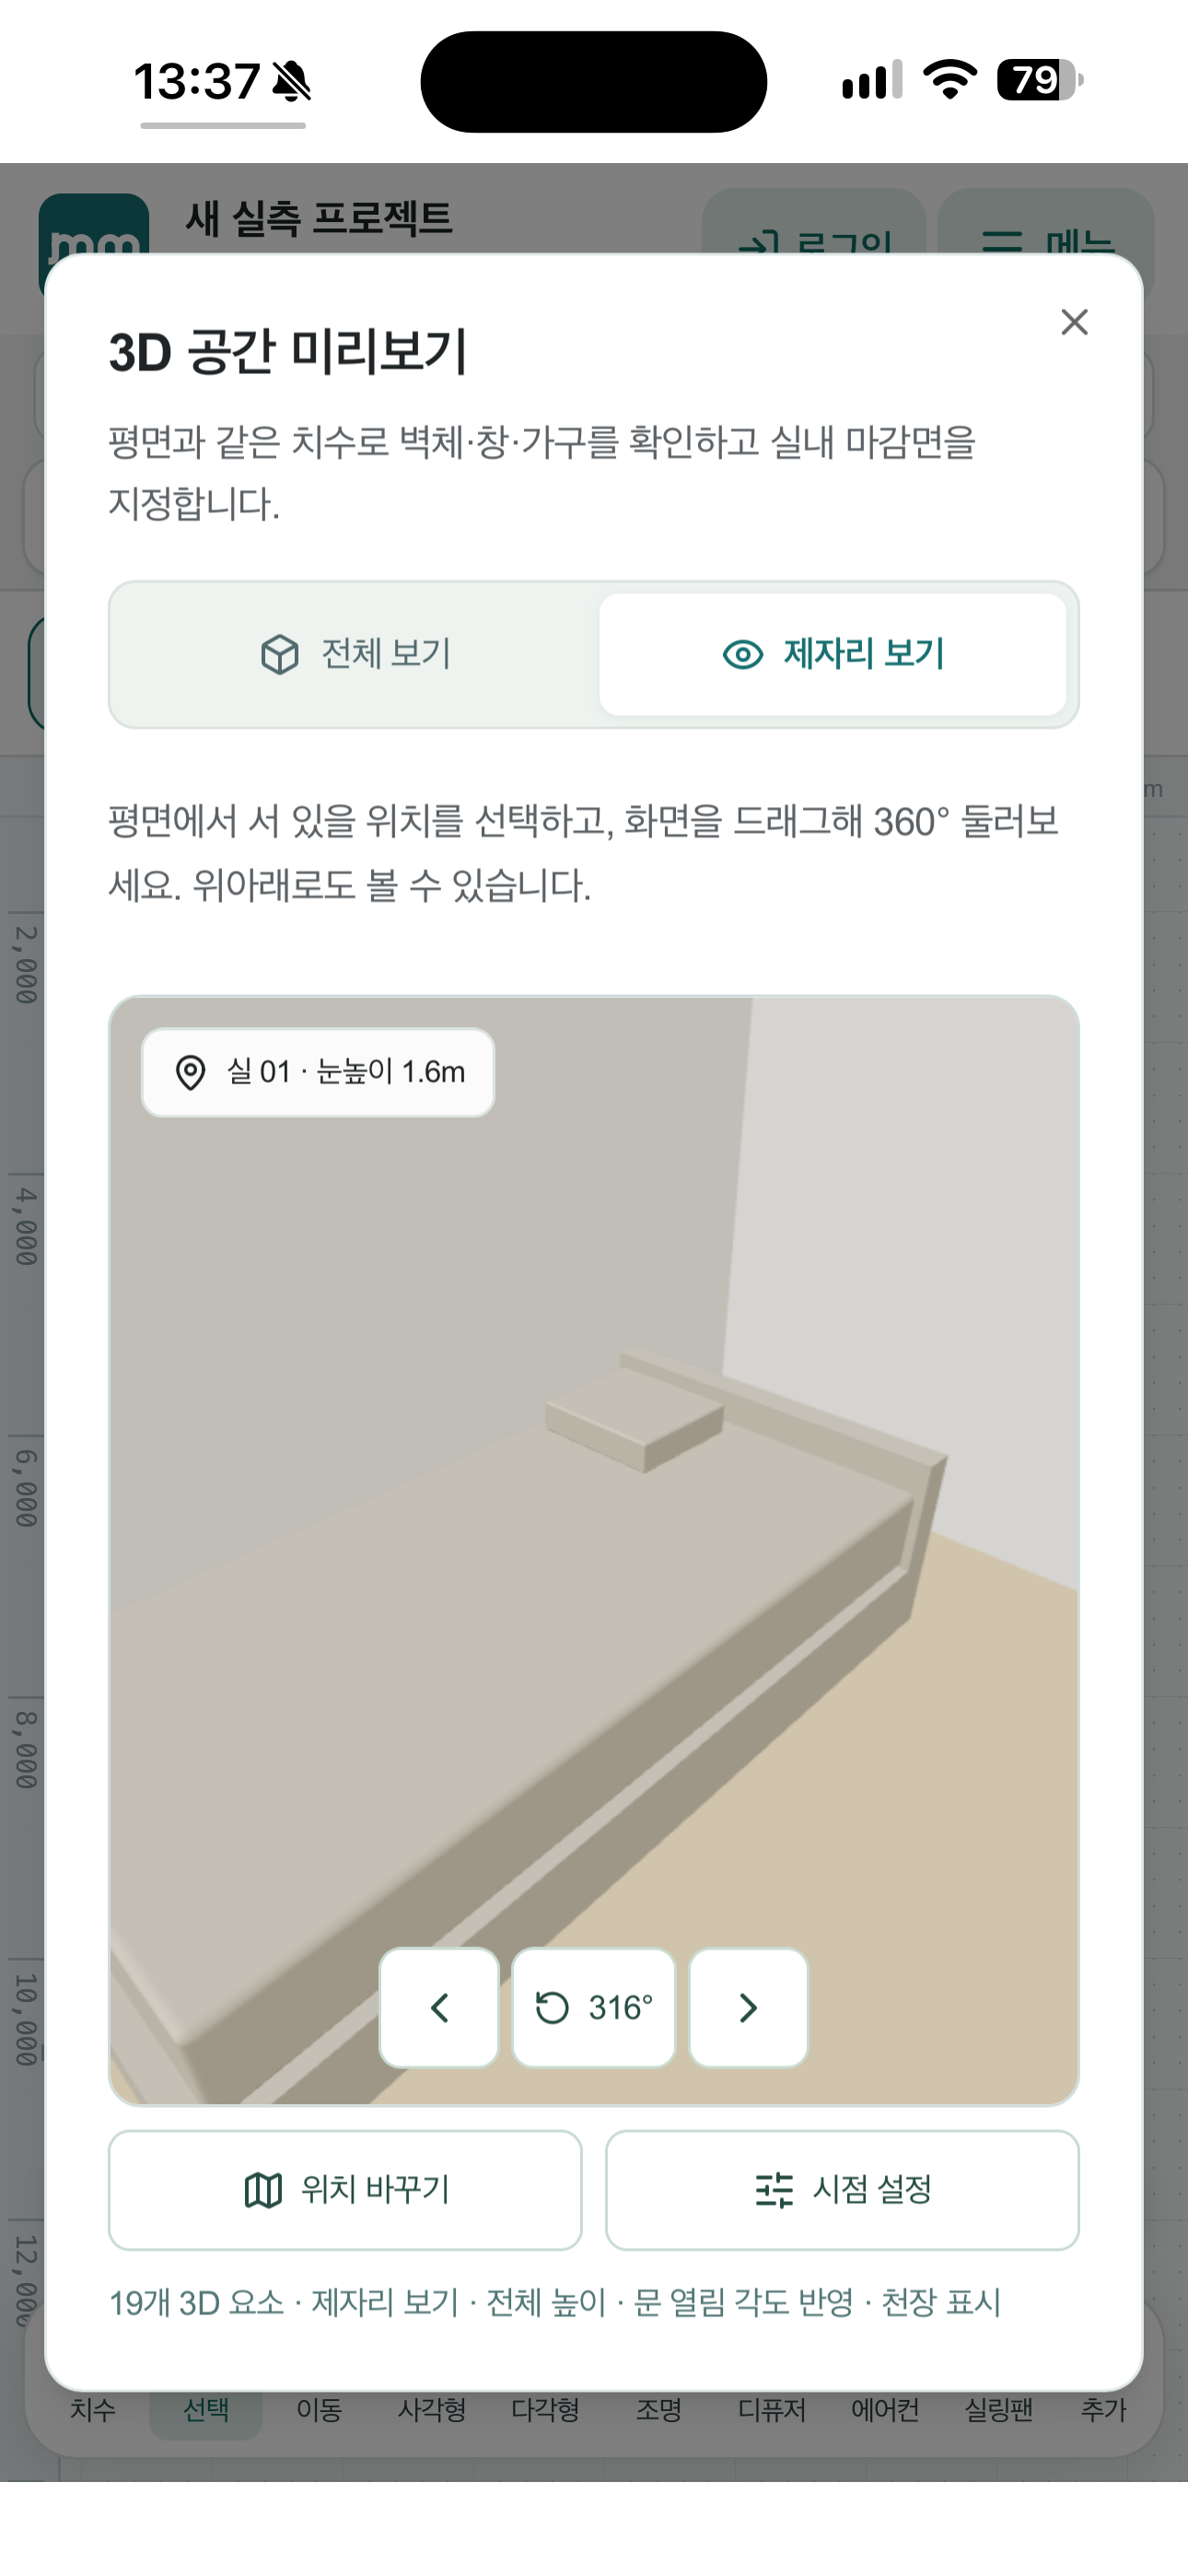 13:37
79
mm
새 실측 프로젝트
로그인
메뉴
3D 공간 미리보기
평면과 같은 치수로 벽체·창·가구를 확인하고 실내 마감면을
지정합니다.
전체 보기
제자리 보기
평면에서 서 있을 위치를 선택하고, 화면을 드래그해 360° 둘러보
세요. 위아래로도 볼 수 있습니다.
m
2,000
4,000
6,000
8,000
10,000
실 01 · 눈높이 1.6m
316°
위치 바꾸기
시점 설정
19개 3D 요소 · 제자리 보기 · 전체 높이 · 문 열림 각도 반영 · 천장 표시
치수
선택
이동
사각형
다각형
조명
디퓨저
에어컨
실링팬
추가